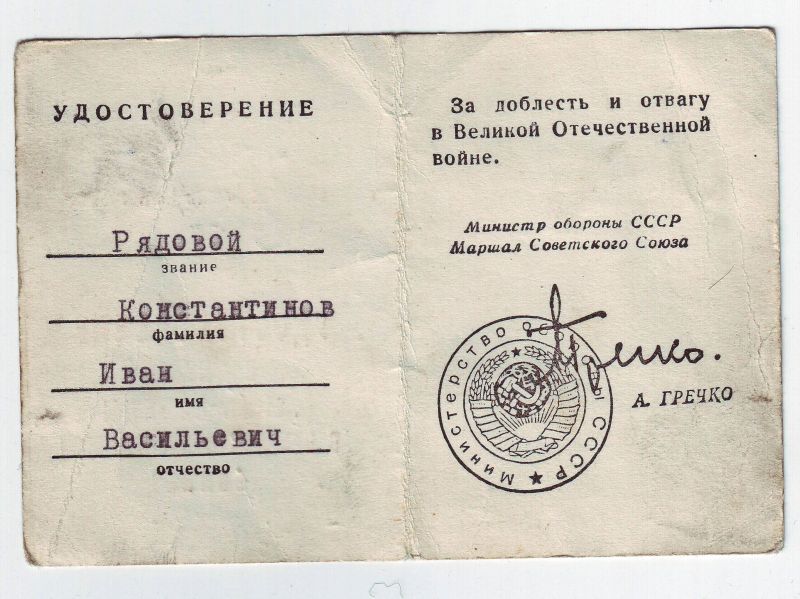 УДОСТОВЕРЕНИЕ
Рядовой
звание
Константинов
фамилия
Иван
имя
Васильевич
отчество
За доблесть и отвагу
в Великой Отечественной
войне.
Министр обороны СССР
Маршал Советского Союза
Министерство обороны СССР
Гречко.
А. ГРЕЧКО